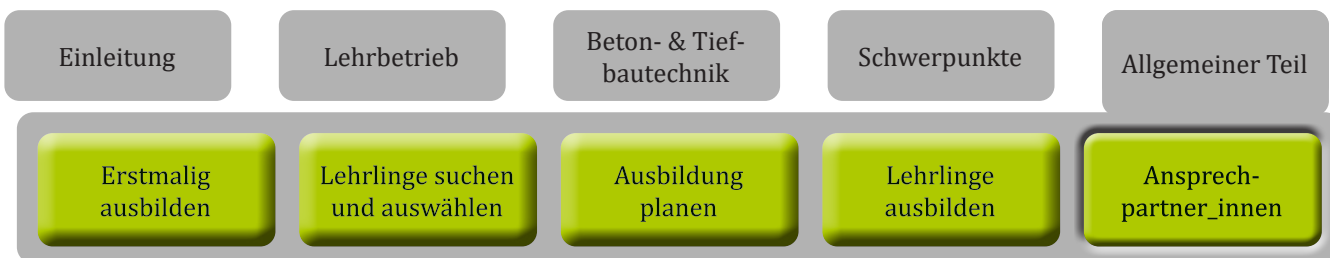 Einleitung
Lehrbetrieb
Beton- & Tief-
bautechnik
Schwerpunkte
Allgemeiner Teil
Erstmalig
ausbilden
Lehrlinge suchen
und auswählen
Ausbildung
planen
Lehrlinge
ausbilden
Ansprech-
partner_innen